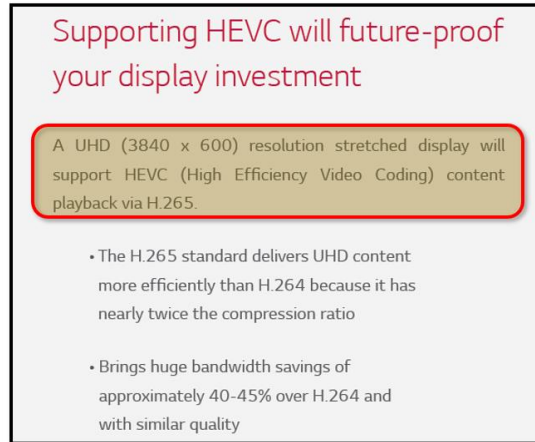 Supporting HEVC will future-proof
your display investment
A UHD (3840 x 600) resolution stretched display will
support HEVC (High Efficiency Video Coding) content
playback via H.265.
• The H.265 standard delivers UHD content
more efficiently than H.264 because it has
nearly twice the compression ratio
• Brings huge bandwidth savings of
approximately 40-45% over H.264 and
with similar quality